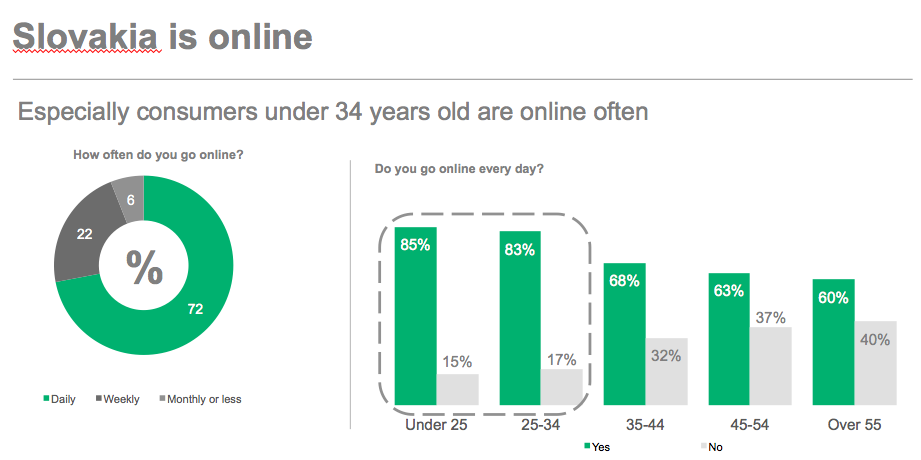 Slovakia is online
Especially consumers under 34 years old are online often
How often do you go online?
6
22
%
72
Daily Weekly Monthly or less
Do you go online every day?
85% 83% 68% 63% 60%
15% 17% 32% 37% 40%
Under 25 25-34 35-44 45-54 Over 55
Yes No